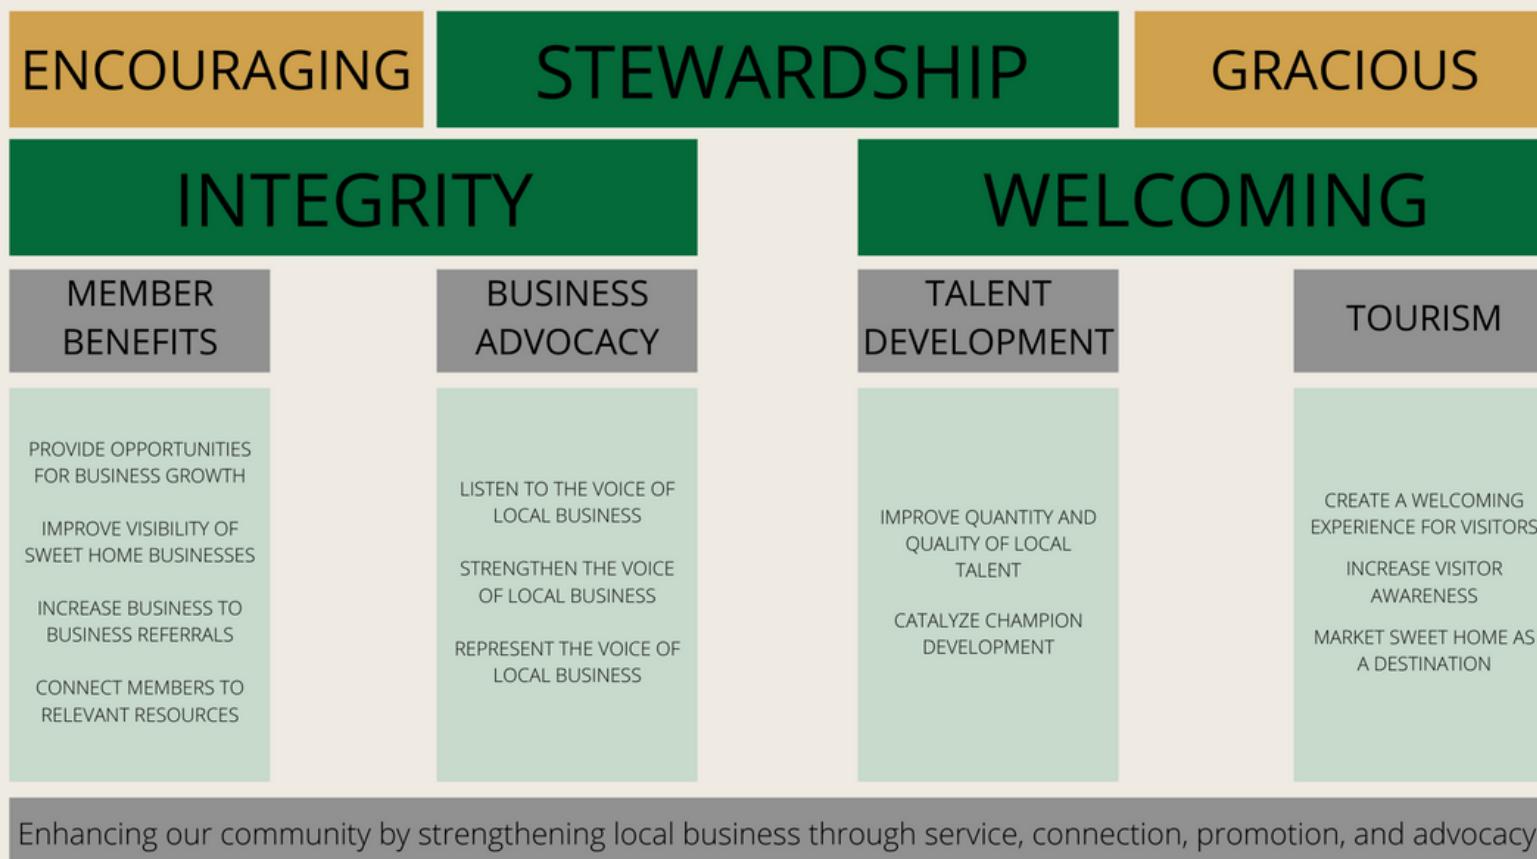 ENCOURAGING
STEWARDSHIP
GRACIOUS
INTEGRITY
WELCOMING
MEMBER
BENEFITS
BUSINESS
ADVOCACY
TALENT
DEVELOPMENT
TOURISM
PROVIDE OPPORTUNITIES
FOR BUSINESS GROWTH
IMPROVE VISIBILITY OF
SWEET HOME BUSINESSES
INCREASE BUSINESS TO
BUSINESS REFERRALS
CONNECT MEMBERS TO
RELEVANT RESOURCES
LISTEN TO THE VOICE OF
LOCAL BUSINESS
STRENGTHEN THE VOICE
OF LOCAL BUSINESS
REPRESENT THE VOICE OF
LOCAL BUSINESS
IMPROVE QUANTITY AND
QUALITY OF LOCAL
TALENT
CATALYZE CHAMPION
DEVELOPMENT
CREATE A WELCOMING
EXPERIENCE FOR VISITORS
INCREASE VISITOR
AWARENESS
MARKET SWEET HOME AS
A DESTINATION
Enhancing our community by strengthening local business through service, connection, promotion, and advocacy